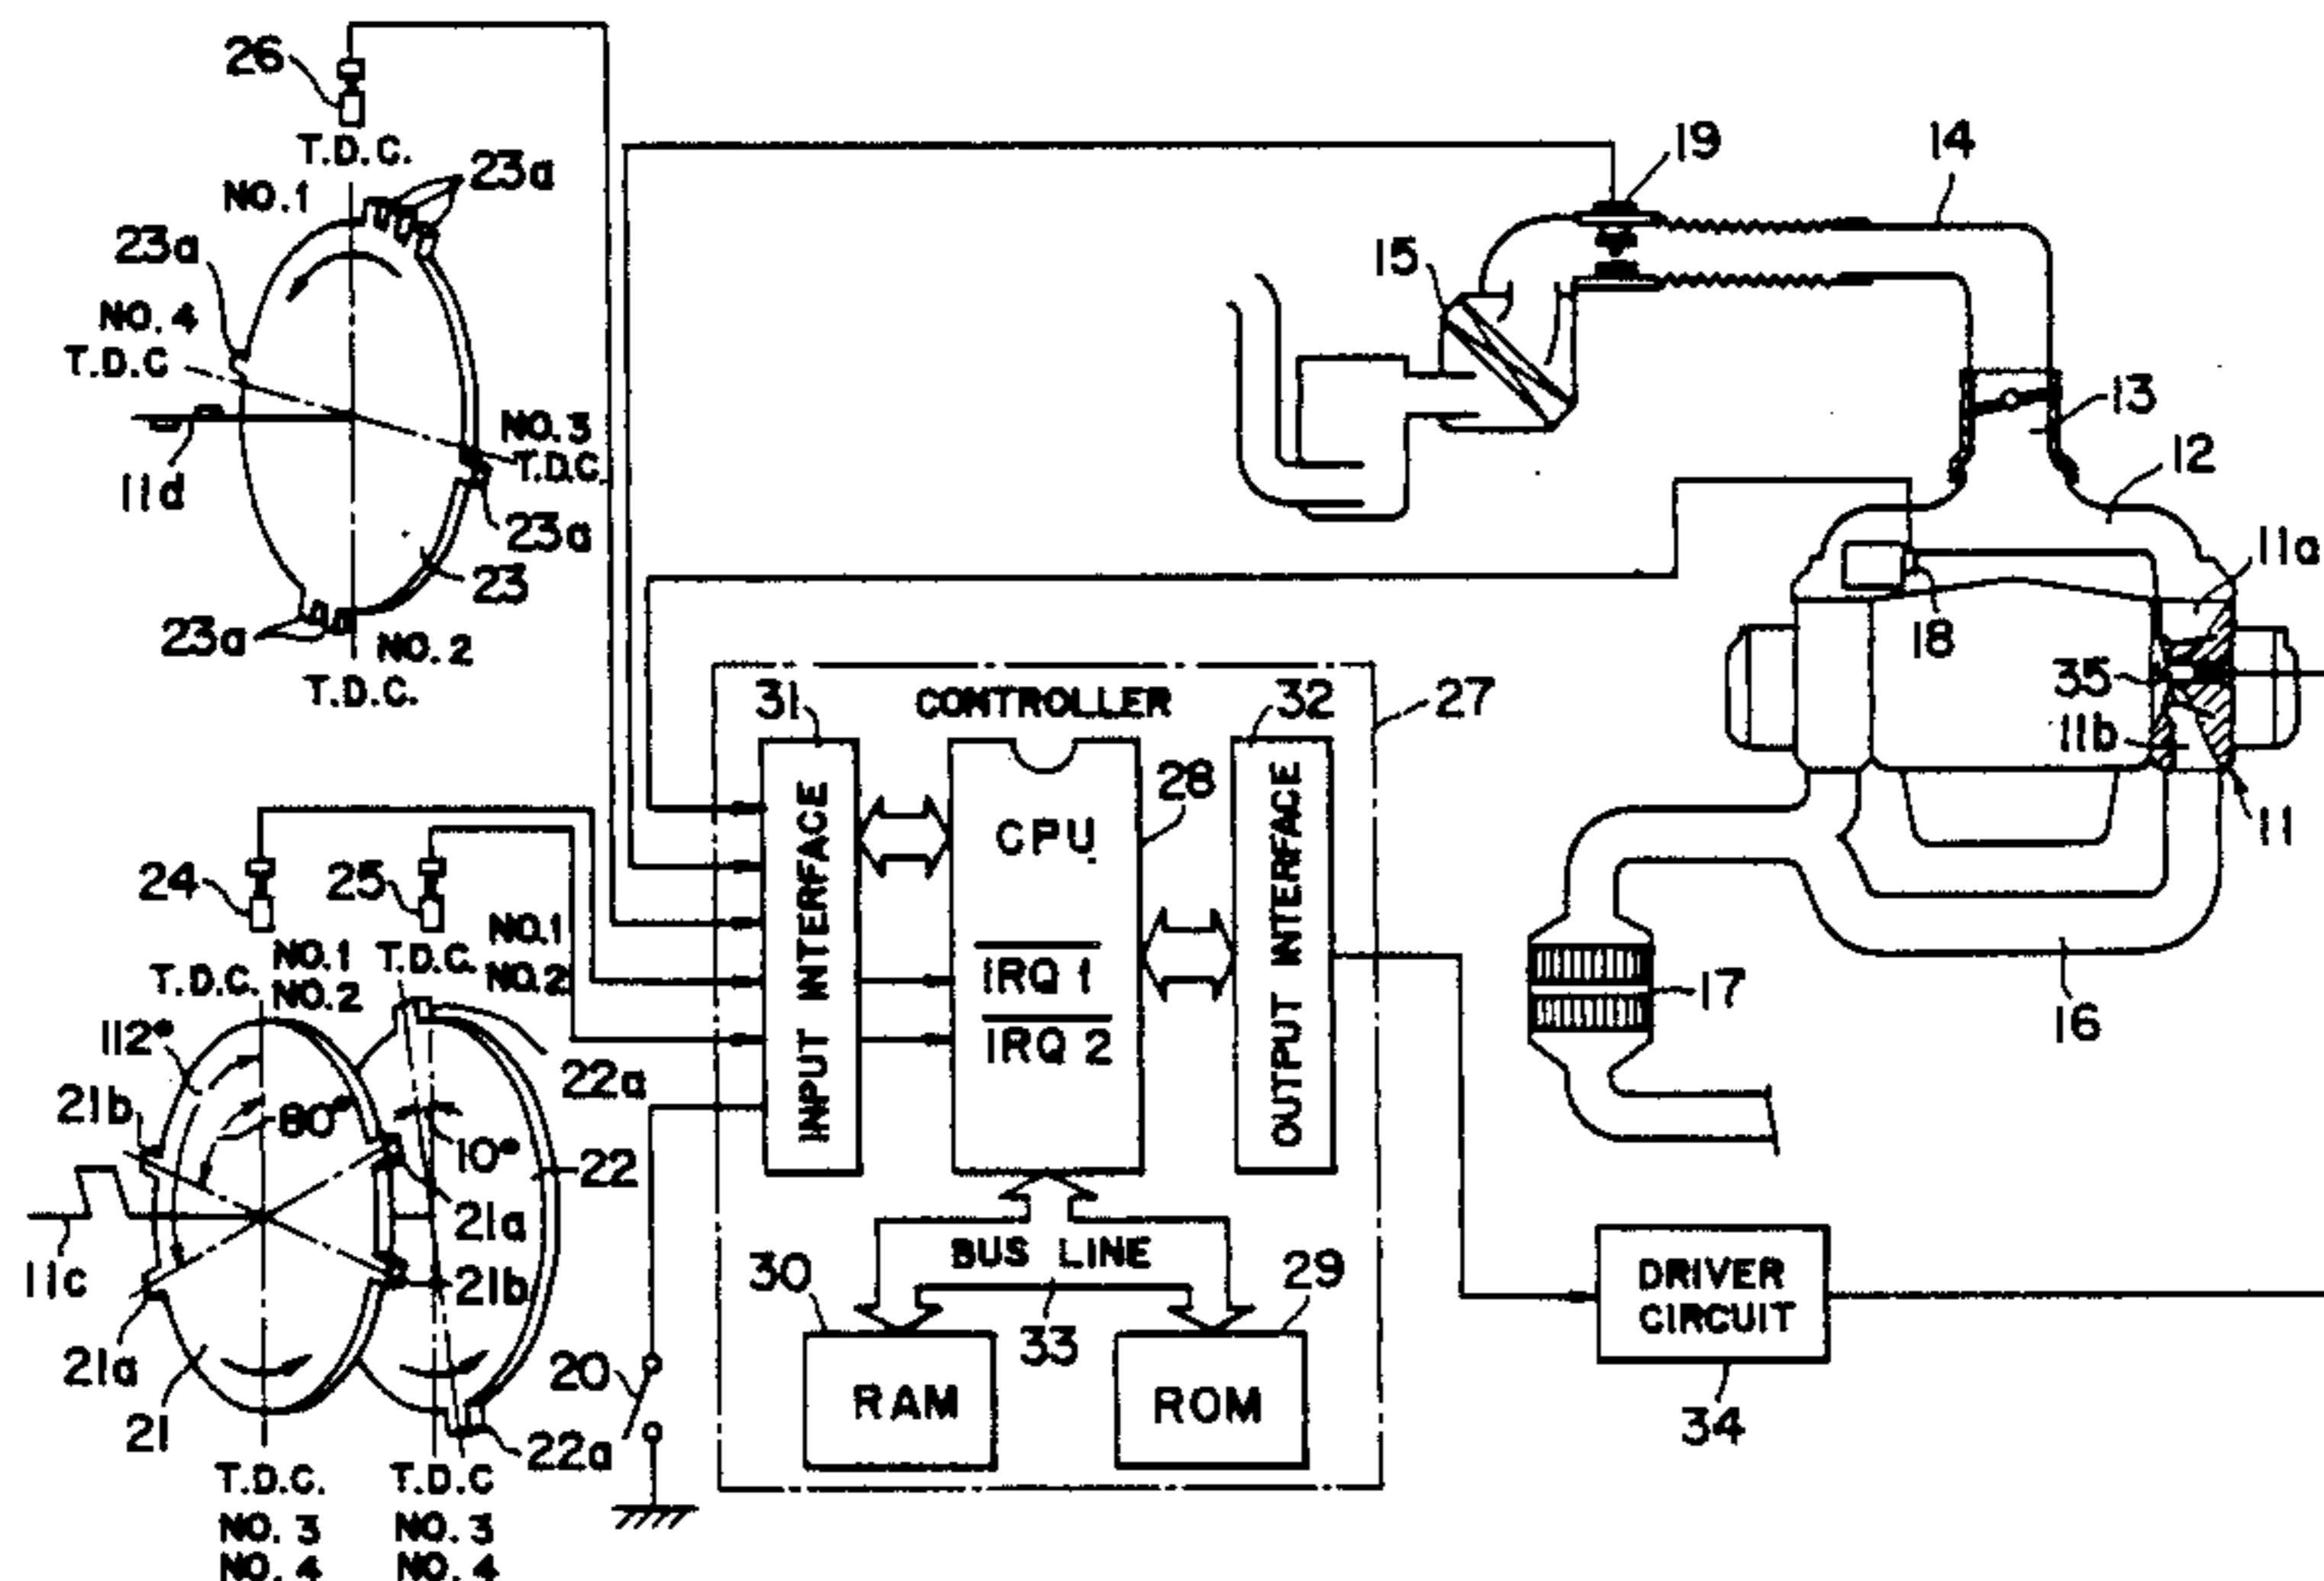 26
T.D.C.
NO.1
23a
23a
NO.4
T.D.C
11d
NO.3
T.D.C.
23a
23
23a
NO.2
T.D.C.
19
14
15
13
12
11a
18
35
11b
11
31
CONTROLLER
32
27
INPUT INTERFACE
CPU
28
IRQ 1
IRQ 2
OUTPUT INTERFACE
17
16
24
25
T.D.C.
NO.1
NO.2
T.D.C.
NO.1
NO.2
112°
21b
80°
10°
22a
22
21a
21b
11c
21a
21
22a
20
T.D.C.
NO. 3
NO. 4
T.D.C
NO. 3
NO. 4
30
BUS LINE
29
33
RAM
ROM
DRIVER
CIRCUIT
34